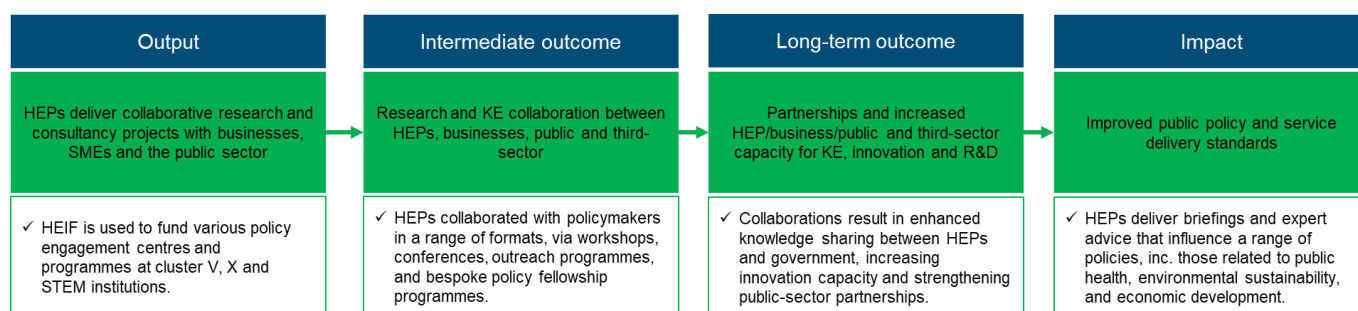 Output
HEPs deliver collaborative research and
consultancy projects with businesses,
SMEs and the public sector
✓ HEIF is used to fund various policy
engagement centres and
programmes at cluster V, X and
STEM institutions.
Intermediate outcome
Research and KE collaboration between
HEPs, businesses, public and third-
sector
✓ HEPs collaborated with policymakers
in a range of formats, via workshops,
conferences, outreach programmes,
and bespoke policy fellowship
programmes.
Long-term outcome
Partnerships and increased
HEP/business/public and third-sector
capacity for KE, innovation and R&D
✓ Collaborations result in enhanced
knowledge sharing between HEPs
and government, increasing
innovation capacity and strengthening
public-sector partnerships.
Impact
Improved public policy and service
delivery standards
✓ HEPs deliver briefings and expert
advice that influence a range of
policies, inc. those related to public
health, environmental sustainability,
and economic development.